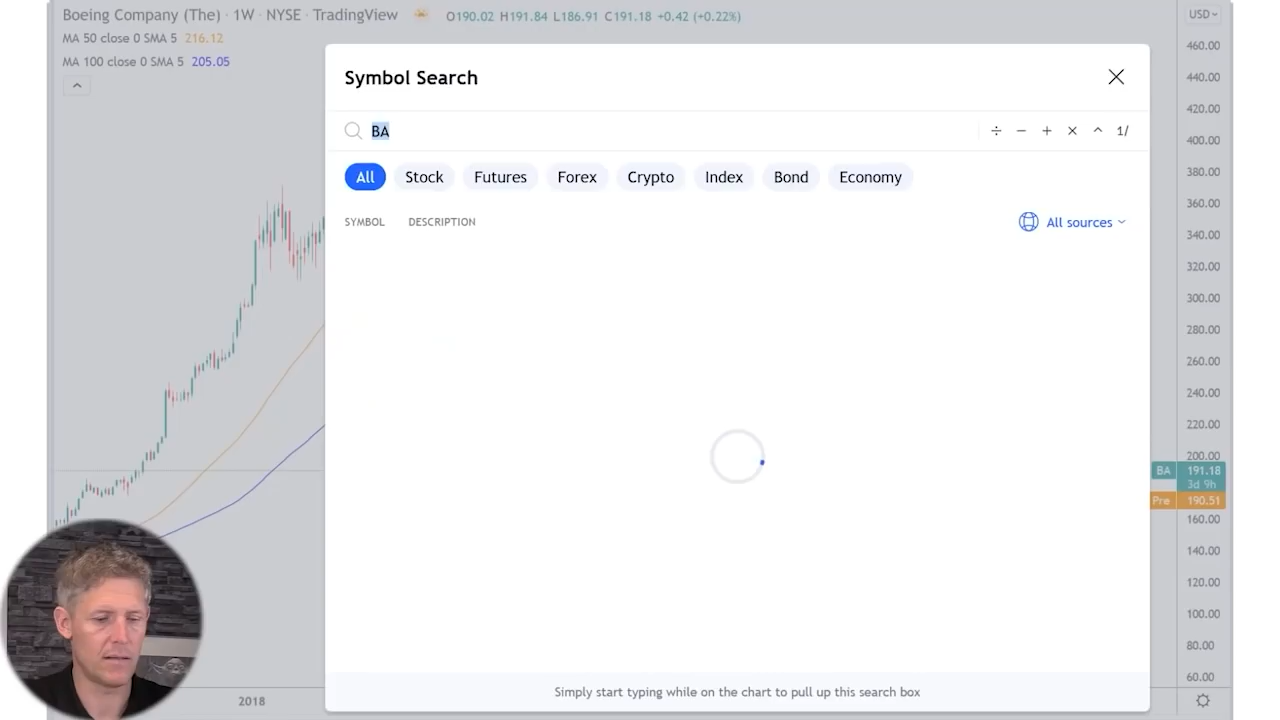 Boeing Company (The) · 1W · NYSE · TradingView O190.02 H191.84 L186.91 C191.18 +0.42 (+0.22%) USD
MA 50 close 0 SMA 5 216.12
MA 100 close 0 SMA 5 205.05
Symbol Search
BA ÷ − + × ^ 1/
All Stock Futures Forex Crypto Index Bond Economy
SYMBOL DESCRIPTION All sources
460.00
440.00
420.00
400.00
380.00
360.00
340.00
320.00
300.00
280.00
260.00
240.00
220.00
200.00
BA 191.18
3d 9h
Pre 190.51
160.00
140.00
120.00
100.00
80.00
60.00
Simply start typing while on the chart to pull up this search box
2018